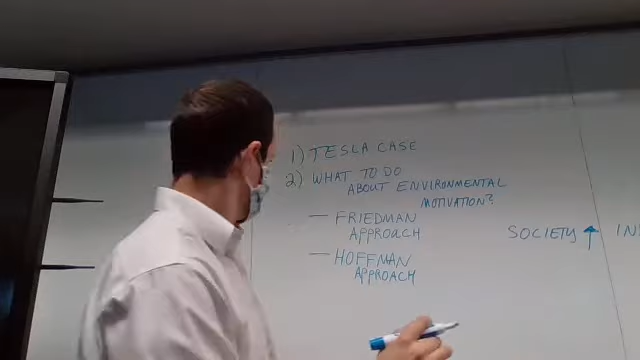 1) TESLA CASE
2) WHAT TO DO
ABOUT ENVIRONMENTAL
MOTIVATION?
— FRIEDMAN
APPROACH
— HOFFMAN
APPROACH
SOCIETY ↑